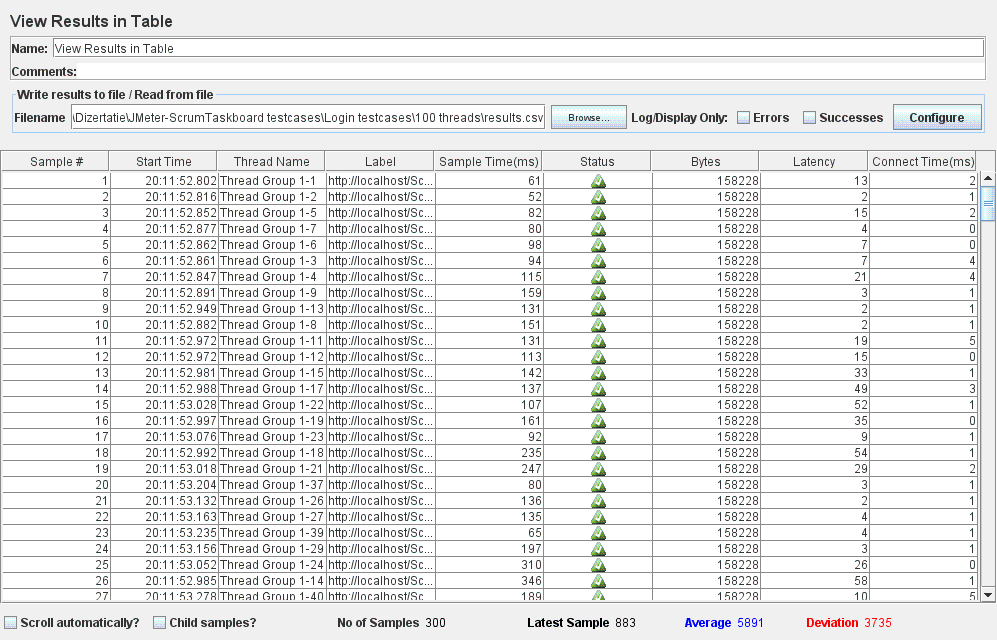 View Results in Table
Name: View Results in Table
Comments:
Write results to file / Read from file
Filename \Dizertatie\JMeter-ScrumTaskboard testcases\Login testcases\100 threads\results.csv Browse... Log/Display Only: Errors Successes Configure
Sample # Start Time Thread Name Label Sample Time(ms) Status Bytes Latency Connect Time(ms)
1 20:11:52.802 Thread Group 1-1 http://localhost/Sc... 61 158228 13 2
2 20:11:52.816 Thread Group 1-2 http://localhost/Sc... 52 158228 2 1
3 20:11:52.852 Thread Group 1-5 http://localhost/Sc... 82 158228 15 2
4 20:11:52.877 Thread Group 1-7 http://localhost/Sc... 80 158228 4 0
5 20:11:52.862 Thread Group 1-6 http://localhost/Sc... 98 158228 7 0
6 20:11:52.861 Thread Group 1-3 http://localhost/Sc... 94 158228 7 4
7 20:11:52.847 Thread Group 1-4 http://localhost/Sc... 115 158228 21 4
8 20:11:52.891 Thread Group 1-9 http://localhost/Sc... 159 158228 3 1
9 20:11:52.949 Thread Group 1-13 http://localhost/Sc... 131 158228 2 1
10 20:11:52.882 Thread Group 1-8 http://localhost/Sc... 151 158228 2 1
11 20:11:52.972 Thread Group 1-11 http://localhost/Sc... 131 158228 19 5
12 20:11:52.972 Thread Group 1-12 http://localhost/Sc... 113 158228 15 0
13 20:11:52.981 Thread Group 1-15 http://localhost/Sc... 142 158228 33 1
14 20:11:52.988 Thread Group 1-17 http://localhost/Sc... 137 158228 49 3
15 20:11:53.028 Thread Group 1-22 http://localhost/Sc... 107 158228 52 1
16 20:11:52.997 Thread Group 1-19 http://localhost/Sc... 161 158228 35 0
17 20:11:53.076 Thread Group 1-23 http://localhost/Sc... 92 158228 9 1
18 20:11:52.992 Thread Group 1-18 http://localhost/Sc... 235 158228 54 1
19 20:11:53.018 Thread Group 1-21 http://localhost/Sc... 247 158228 29 2
20 20:11:53.204 Thread Group 1-37 http://localhost/Sc... 80 158228 3 1
21 20:11:53.132 Thread Group 1-26 http://localhost/Sc... 136 158228 2 1
22 20:11:53.163 Thread Group 1-27 http://localhost/Sc... 135 158228 4 1
23 20:11:53.235 Thread Group 1-39 http://localhost/Sc... 65 158228 4 1
24 20:11:53.156 Thread Group 1-29 http://localhost/Sc... 197 158228 3 1
25 20:11:53.052 Thread Group 1-24 http://localhost/Sc... 310 158228 26 0
26 20:11:52.985 Thread Group 1-14 http://localhost/Sc... 346 158228 58 1
27 20:11:53.278 Thread Group 1-40 http://localhost/Sc... 189 158228 10 5
Scroll automatically? Child samples? No of Samples 300 Latest Sample 883 Average 5891 Deviation 3735